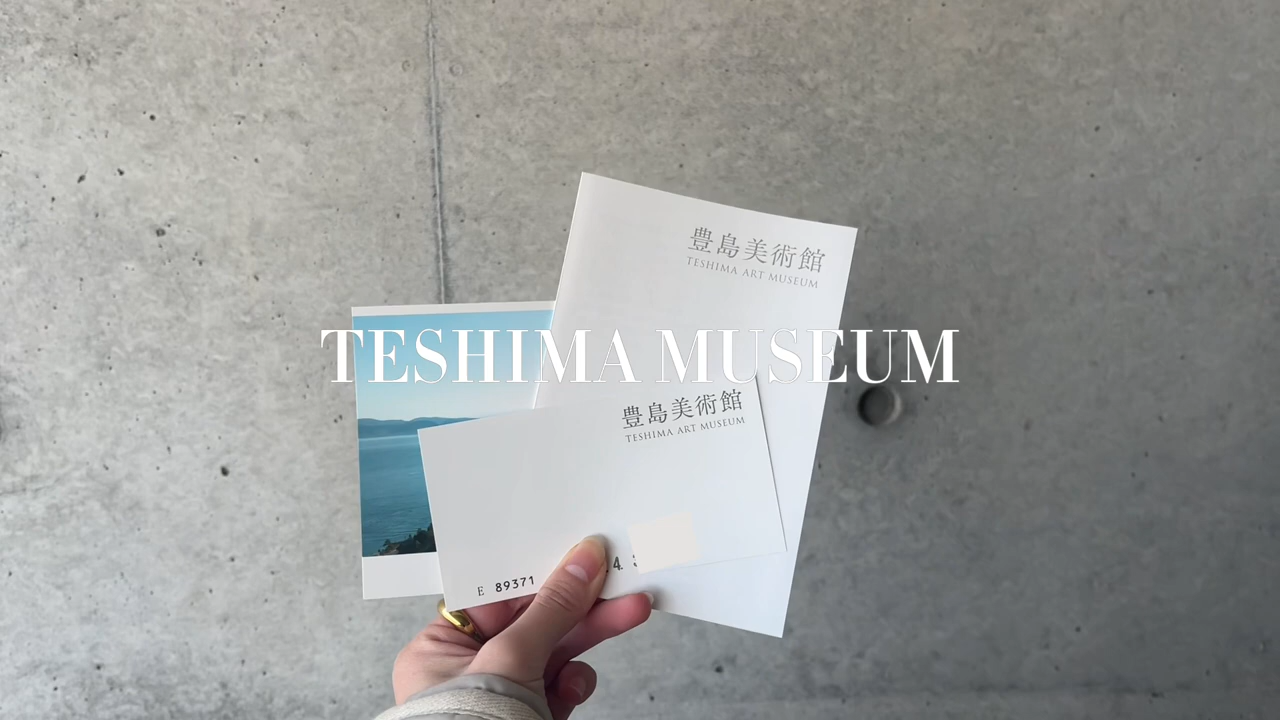 豊島美術館
TESHIMA ART MUSEUM
TESHIMA MUSEUM
豊島美術館
TESHIMA ART MUSEUM
E 89371
.4.